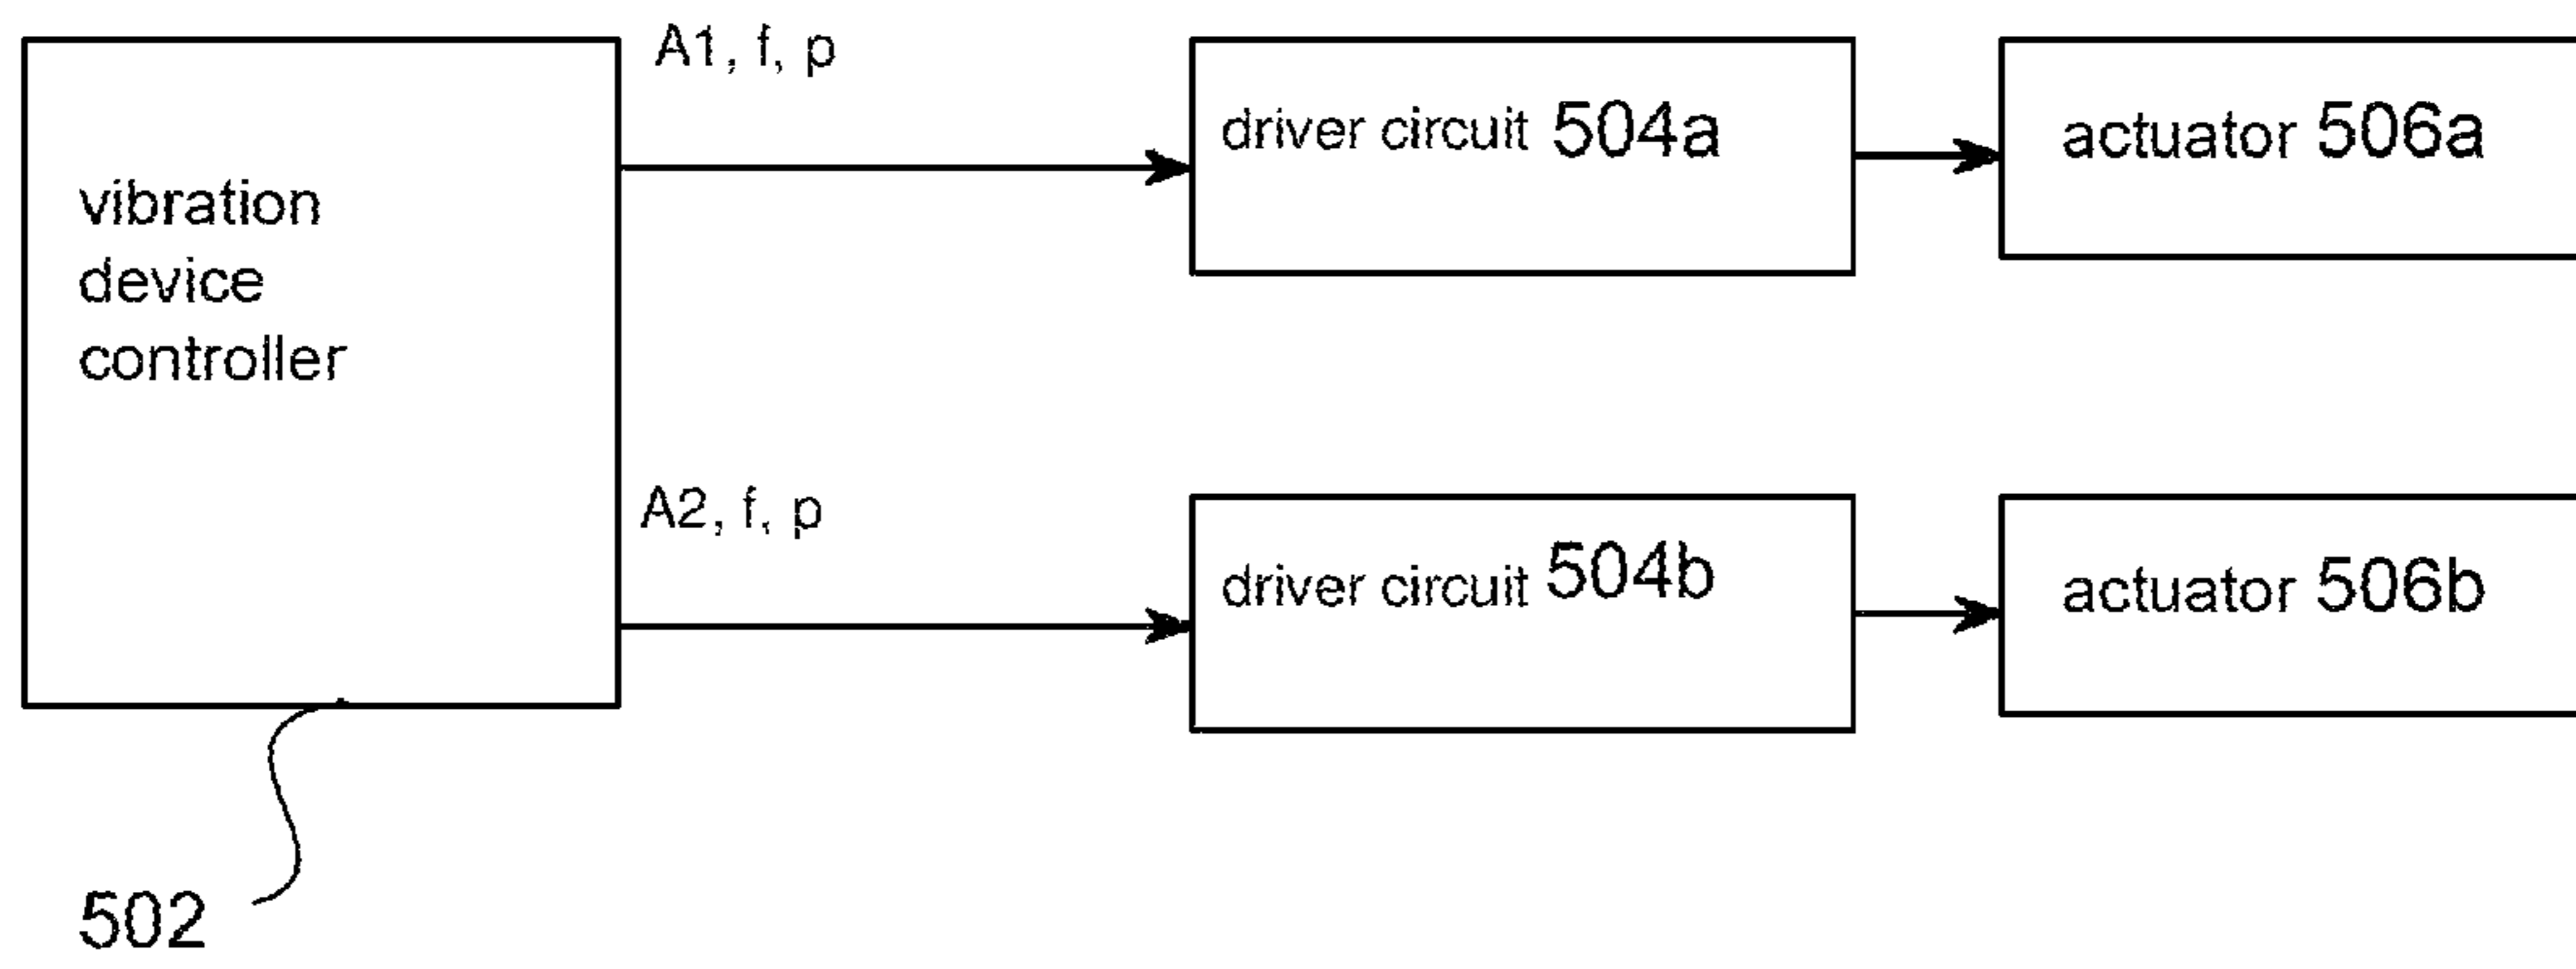 A1, f, p
driver circuit 504a
actuator 506a
vibration
device
controller
A2, f, p
driver circuit 504b
actuator 506b
502